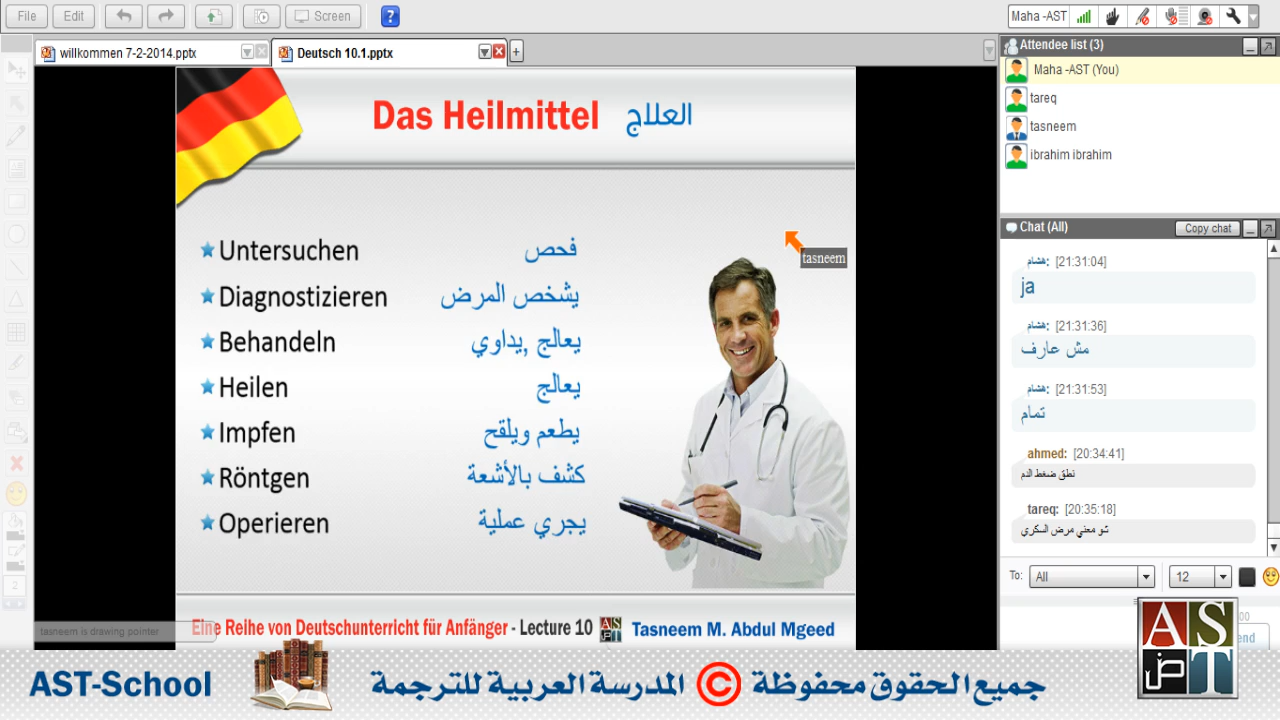 File Edit Screen ? Maha -AST
willkommen 7-2-2014.pptx
Deutsch 10.1.pptx
Das Heilmittel العلاج
Untersuchen فحص
Diagnostizieren يشخص المرض
Behandeln يعالج ,يداوي
Heilen يعالج
Impfen يطعم ويلقح
Röntgen كشف بالأشعة
Operieren يجري عملية
tasneem
tasneem is drawing pointer
Eine Reihe von Deutschunterricht für Anfänger - Lecture 10 AST ض Tasneem M. Abdul Mgeed
2
Attendee list (3)
Maha -AST (You)
tareq
tasneem
ibrahim ibrahim
Chat (All) Copy chat
هشام: [21:31:04]
ja
هشام: [21:31:36]
مش عارف
هشام: [21:31:53]
تمام
ahmed: [20:34:41]
نطق ضغط الدم
tareq: [20:35:18]
شو معني مرض السكري
To: All 12
AST ض
AST-School جميع الحقوق محفوظة © المدرسة العربية للترجمة